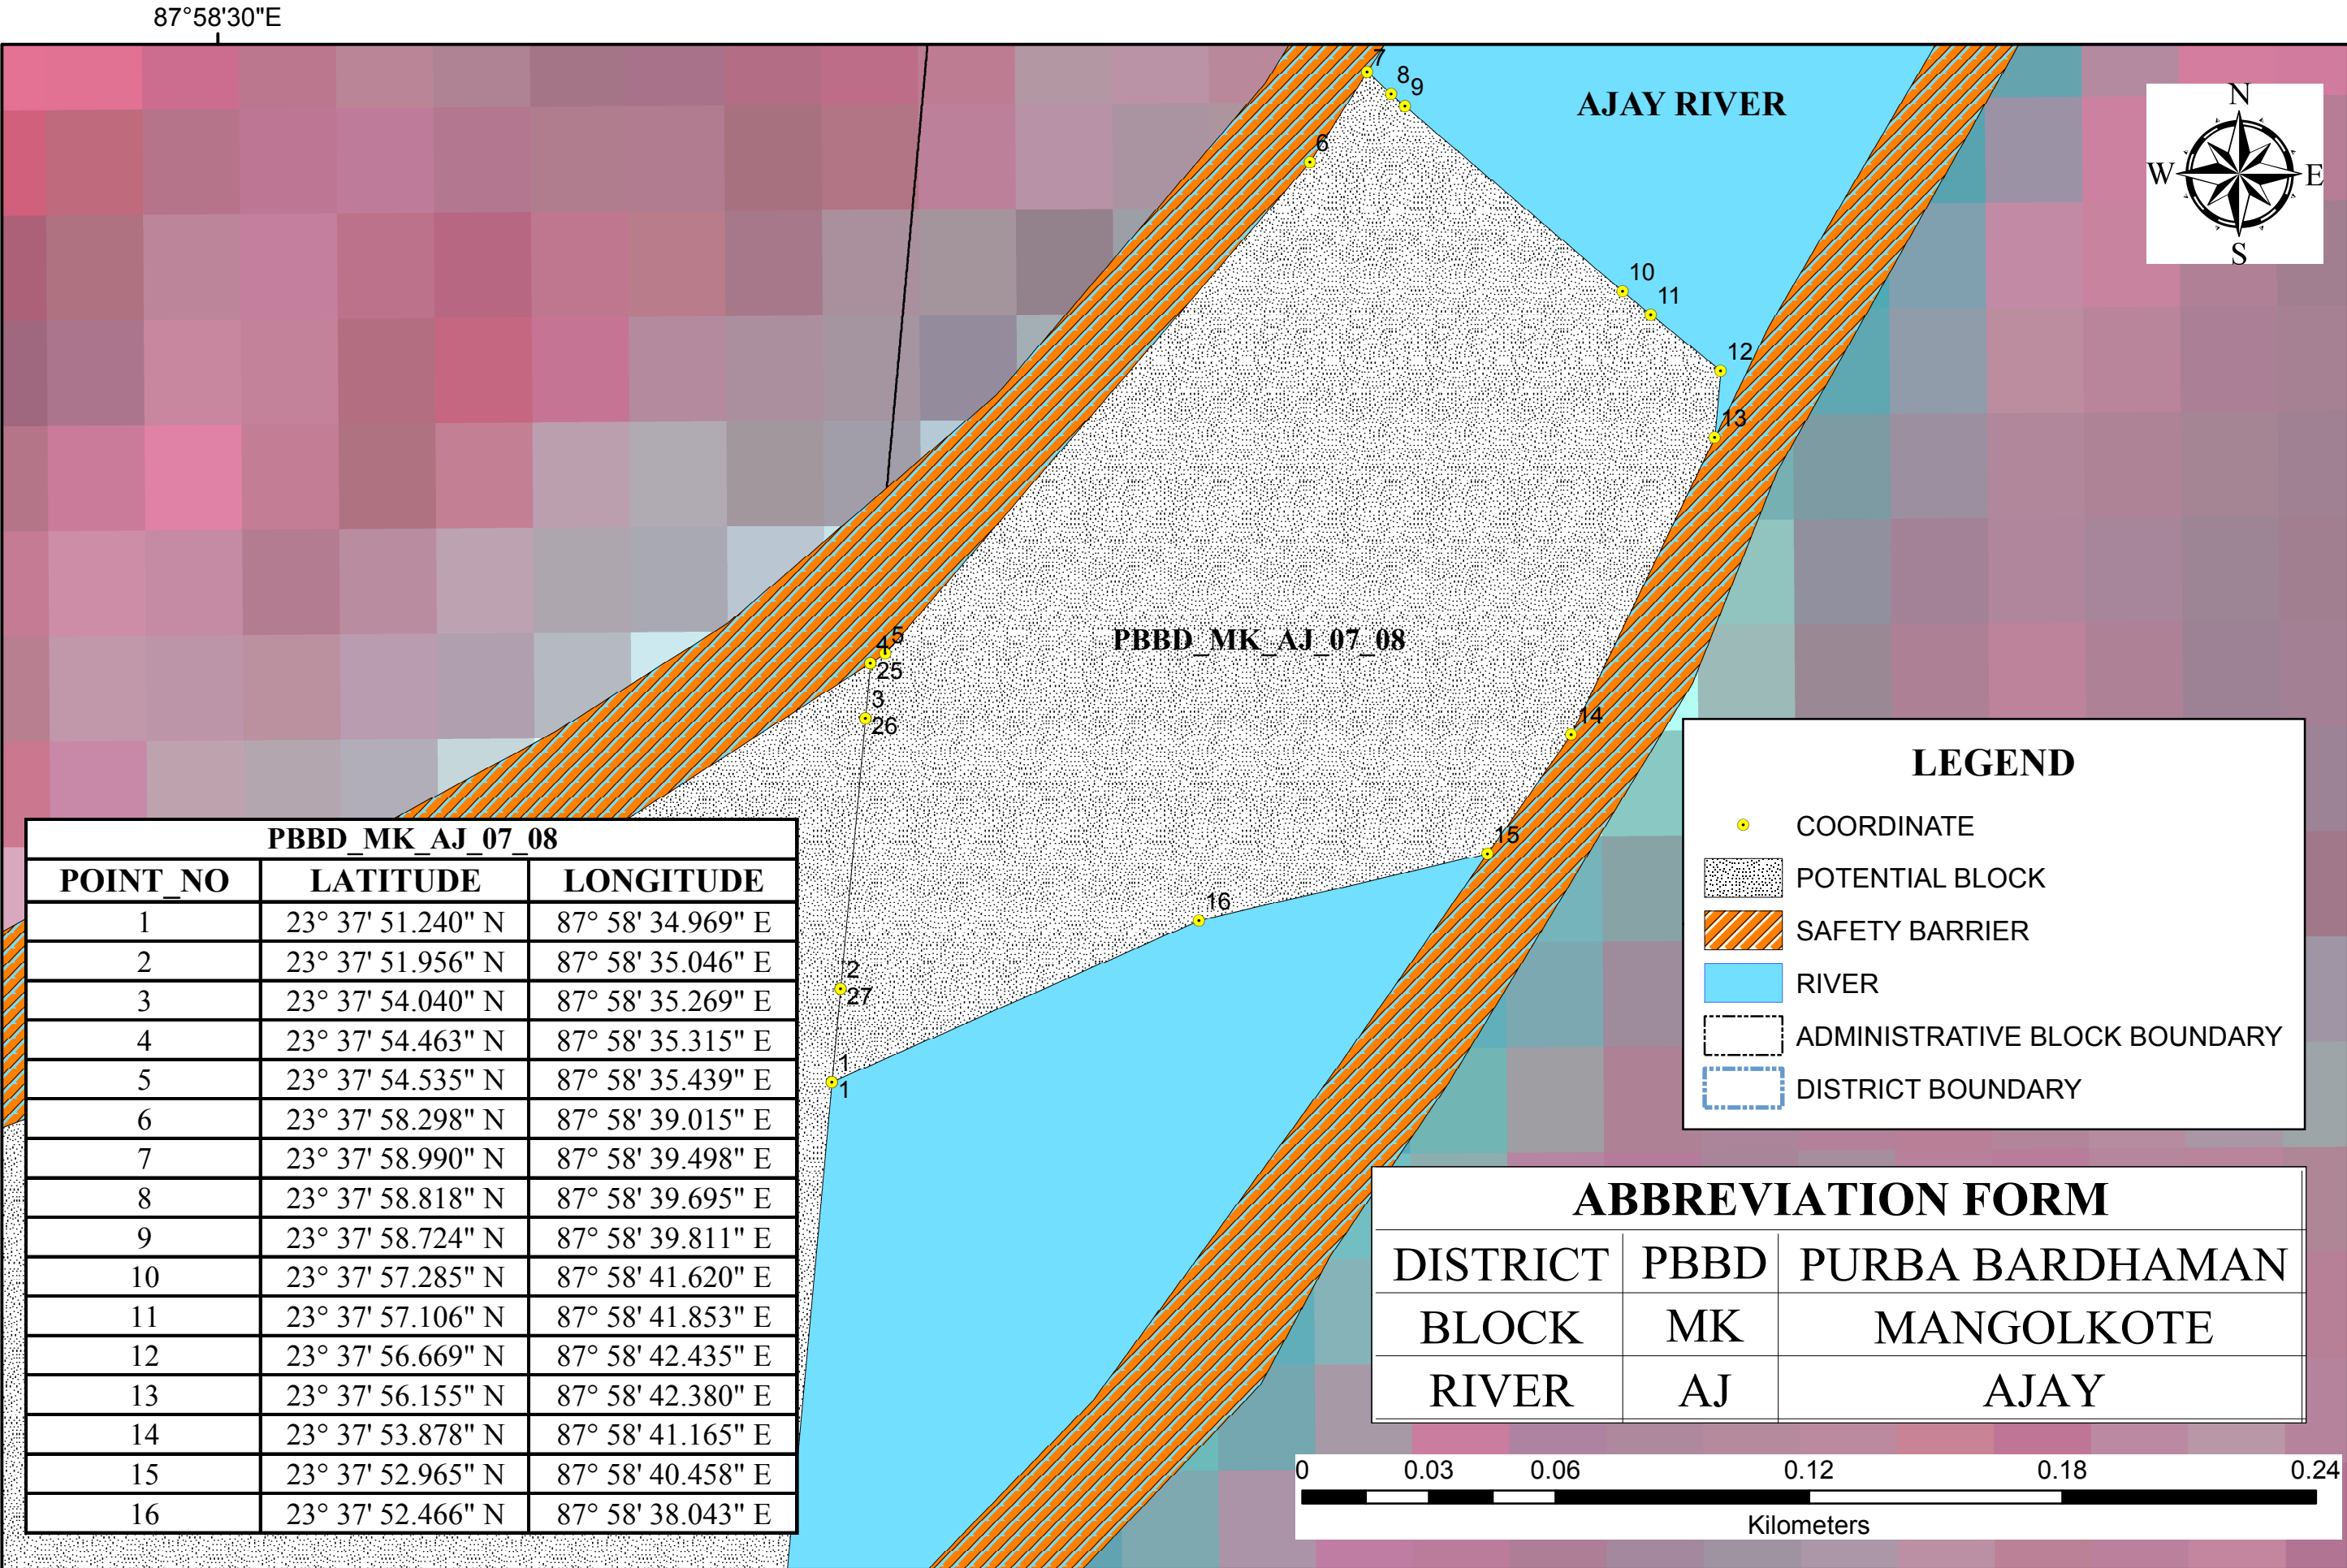 87°58'30"E
7
8
9
AJAY RIVER
N
W E
S
6
10
11
12
13
5
4
25
PBBD_MK_AJ_07_08
3
26
14
15
16
2
27
1
1
LEGEND
COORDINATE
POTENTIAL BLOCK
SAFETY BARRIER
RIVER
ADMINISTRATIVE BLOCK BOUNDARY
DISTRICT BOUNDARY
PBBD_MK_AJ_07_08
POINT_NO LATITUDE LONGITUDE
1 23° 37' 51.240" N 87° 58' 34.969" E
2 23° 37' 51.956" N 87° 58' 35.046" E
3 23° 37' 54.040" N 87° 58' 35.269" E
4 23° 37' 54.463" N 87° 58' 35.315" E
5 23° 37' 54.535" N 87° 58' 35.439" E
6 23° 37' 58.298" N 87° 58' 39.015" E
7 23° 37' 58.990" N 87° 58' 39.498" E
8 23° 37' 58.818" N 87° 58' 39.695" E
9 23° 37' 58.724" N 87° 58' 39.811" E
10 23° 37' 57.285" N 87° 58' 41.620" E
11 23° 37' 57.106" N 87° 58' 41.853" E
12 23° 37' 56.669" N 87° 58' 42.435" E
13 23° 37' 56.155" N 87° 58' 42.380" E
14 23° 37' 53.878" N 87° 58' 41.165" E
15 23° 37' 52.965" N 87° 58' 40.458" E
16 23° 37' 52.466" N 87° 58' 38.043" E
ABBREVIATION FORM
DISTRICT PBBD PURBA BARDHAMAN
BLOCK MK MANGOLKOTE
RIVER AJ AJAY
0 0.03 0.06 0.12 0.18 0.24
Kilometers